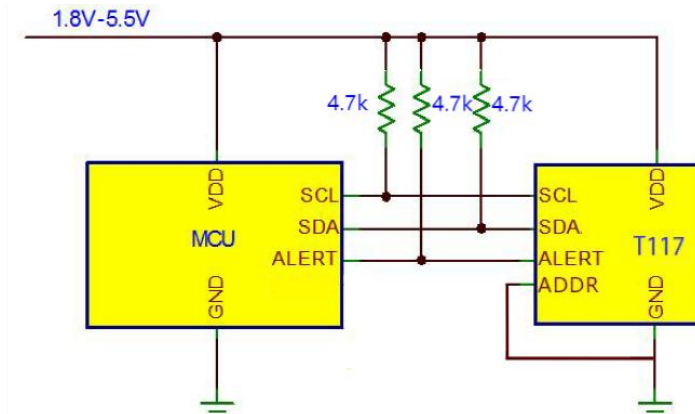 1.8V-5.5V
4.7k
4.7k
4.7k
VDD
MCU
SCL
SDA
ALERT
GND
VDD
SCL
SDA
ALERT
ADDR
T117
GND